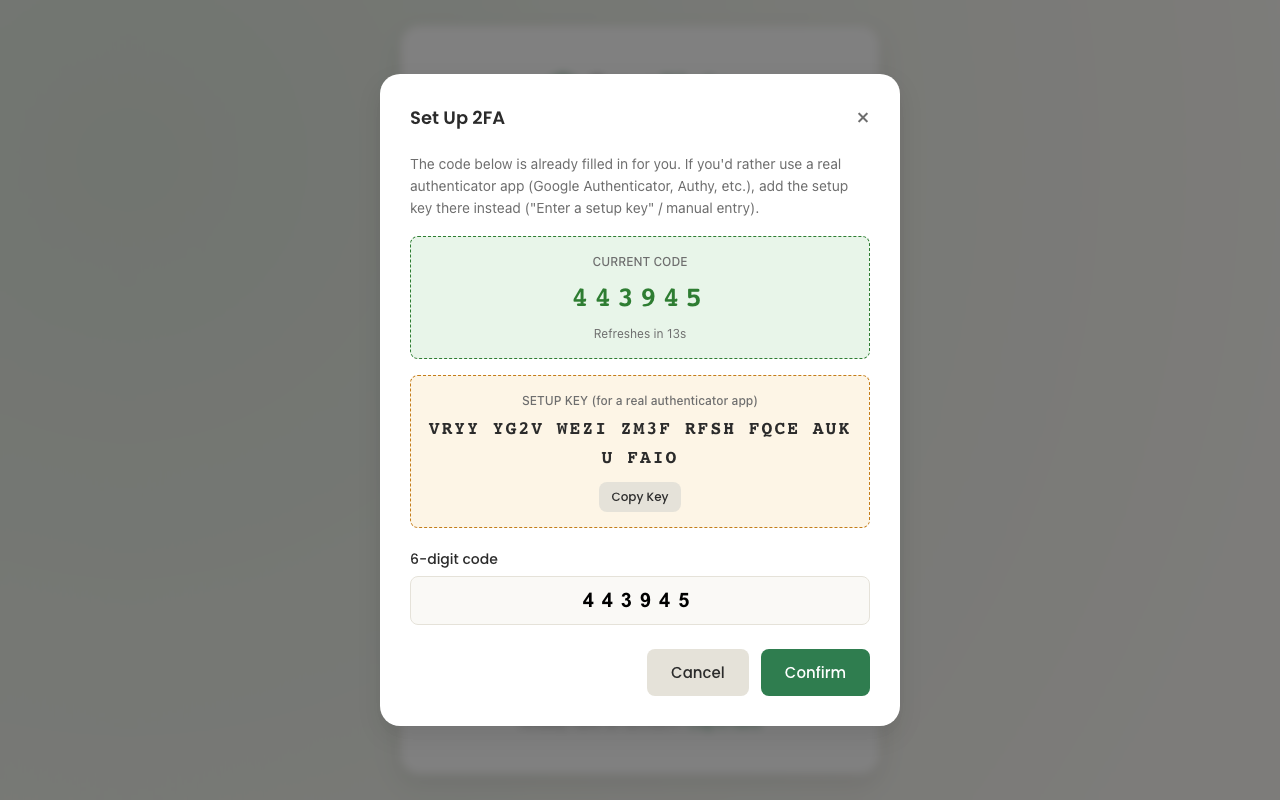 Set Up 2FA
×
The code below is already filled in for you. If you'd rather use a real
authenticator app (Google Authenticator, Authy, etc.), add the setup
key there instead ("Enter a setup key" / manual entry).
CURRENT CODE
443945
Refreshes in 13s
SETUP KEY (for a real authenticator app)
VRYY YG2V WEZI ZM3F RFSH FQCE AUK
U FAIO
Copy Key
6-digit code
443945
Cancel
Confirm